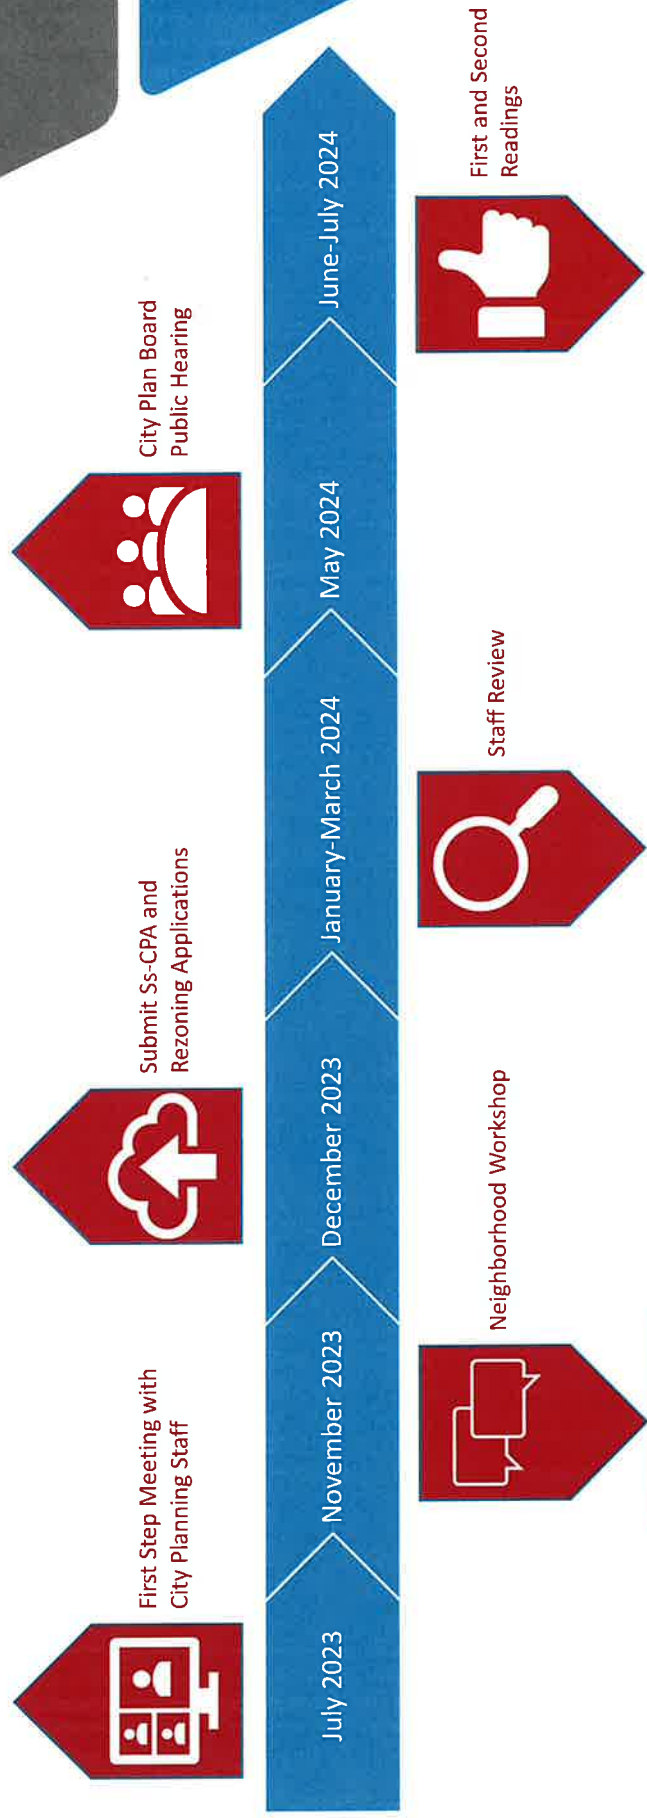 First Step Meeting with
City Planning Staff
Submit Ss-CPA and
Rezoning Applications
City Plan Board
Public Hearing
July 2023
November 2023
December 2023
January-March 2024
May 2024
June-July 2024
Neighborhood Workshop
Staff Review
First and Second
Readings